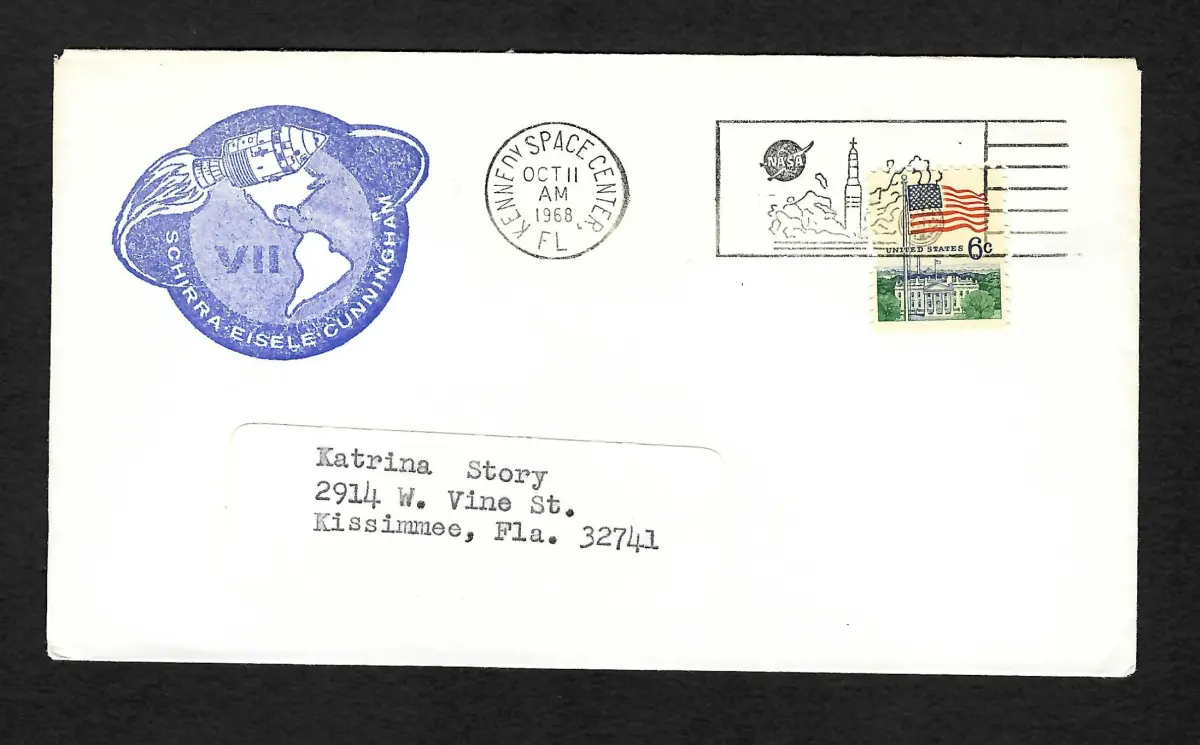 VII
SCHIRRA·EISELE·CUNNINGHAM
KENNEDY SPACE CENTER,
OCT 11
AM
1968
FL
NASA
UNITED STATES 6c
Katrina Story
2914 W. Vine St.
Kissimmee, Fla. 32741